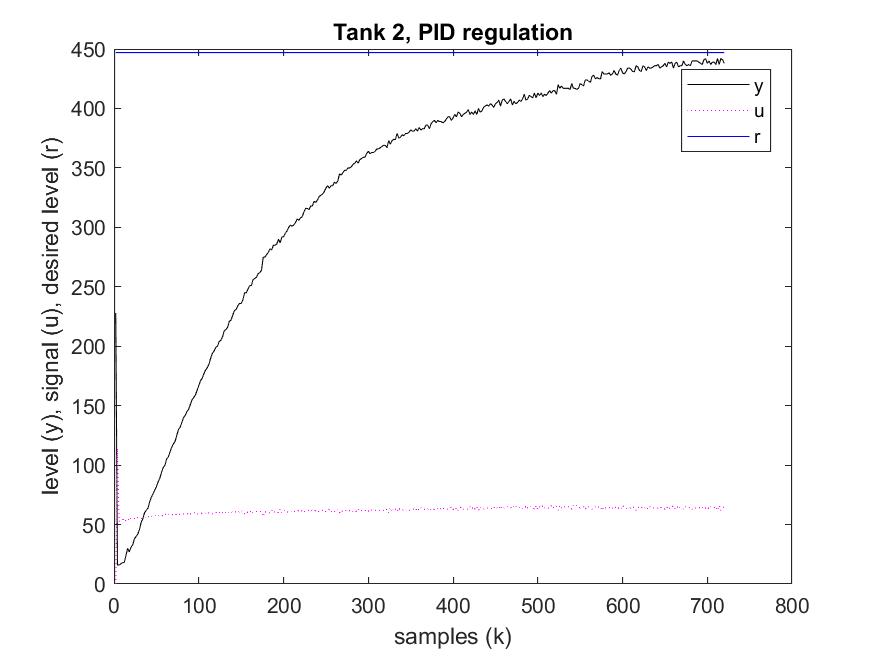 Tank 2, PID regulation
level (y), signal (u), desired level (r)
450
400
350
300
250
200
150
100
50
0
y
u
r
0 100 200 300 400 500 600 700 800
samples (k)